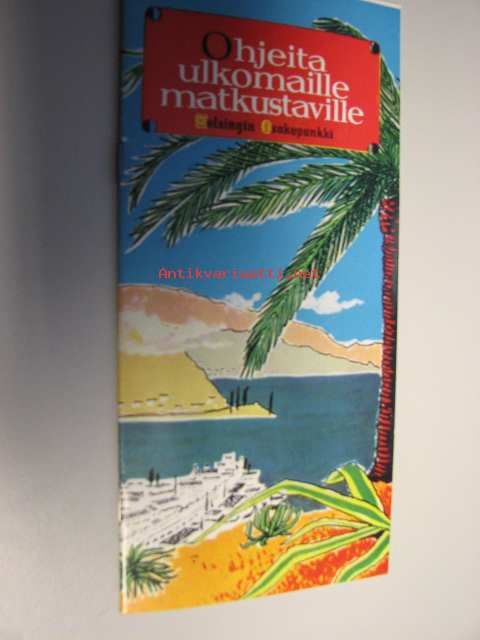 Ohjeita
ulkomaille
matkustaville
Helsingin Osakepankki
Antikvariaatti.net